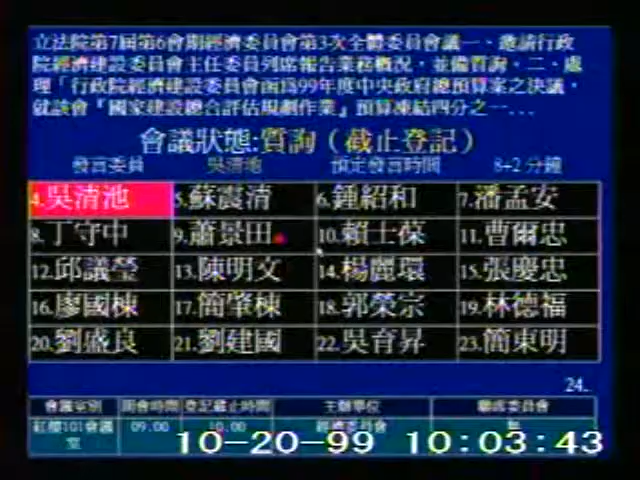 立法院第7屆第6會期經濟委員會第3次全體委員會議一、邀請行政
院經濟建設委員會主任委員列席報告業務概況,並備質詢。二、處
理「行政院經濟建設委員會函為99年度中央政府總預算案之決議,
就該會『國家建設總合評估規劃作業』預算凍結四分之一...
會議狀態:質詢(截止登記)
發言委員 吳清池 預定發言時間 8+2 分鐘
4.吳清池 5.蘇震清 6.鍾紹和 7.潘孟安
8.丁守中 9.蕭景田 10.賴士葆 11.曹爾忠
12.邱議瑩 13.陳明文 14.楊麗環 15.張慶忠
16.廖國棟 17.簡肇棟 18.郭榮宗 19.林德福
20.劉盛良 21.劉建國 22.吳育昇 23.簡東明
24.
會議室別 開會時間 登記截止時間 主辦單位 聯席委員會
紅樓101會議室 09:00 10:00 經濟委員會 無
10-20-99 10:03:43